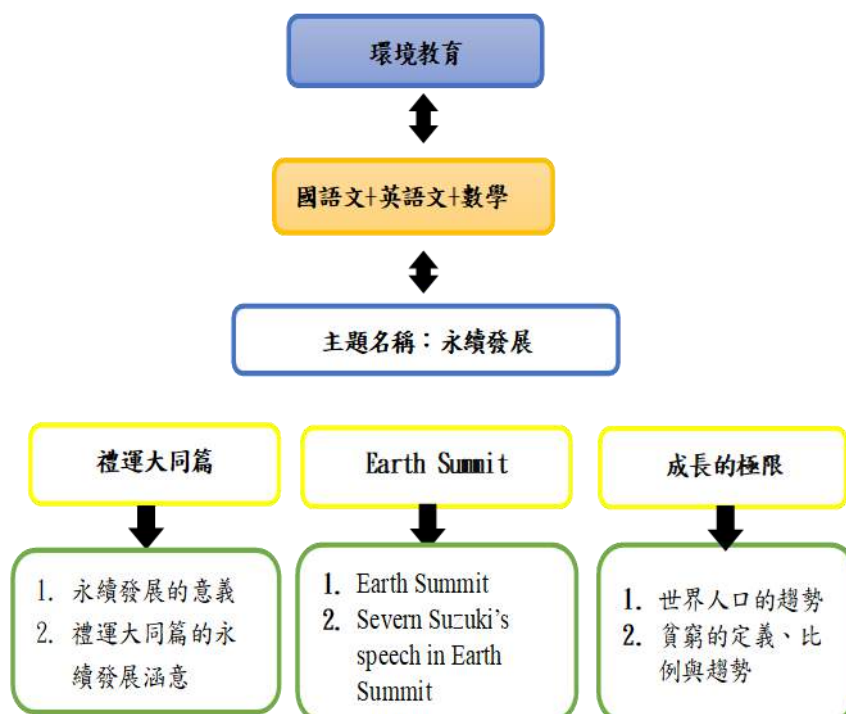 環境教育
國語文+英語文+數學
主題名稱：永續發展
禮運大同篇
Earth Summit
成長的極限
1. 永續發展的意義
2. 禮運大同篇的永
續發展涵意
1. Earth Summit
2. Severn Suzuki's
speech in Earth
Summit
1. 世界人口的趨勢
2. 貧窮的定義、比
例與趨勢